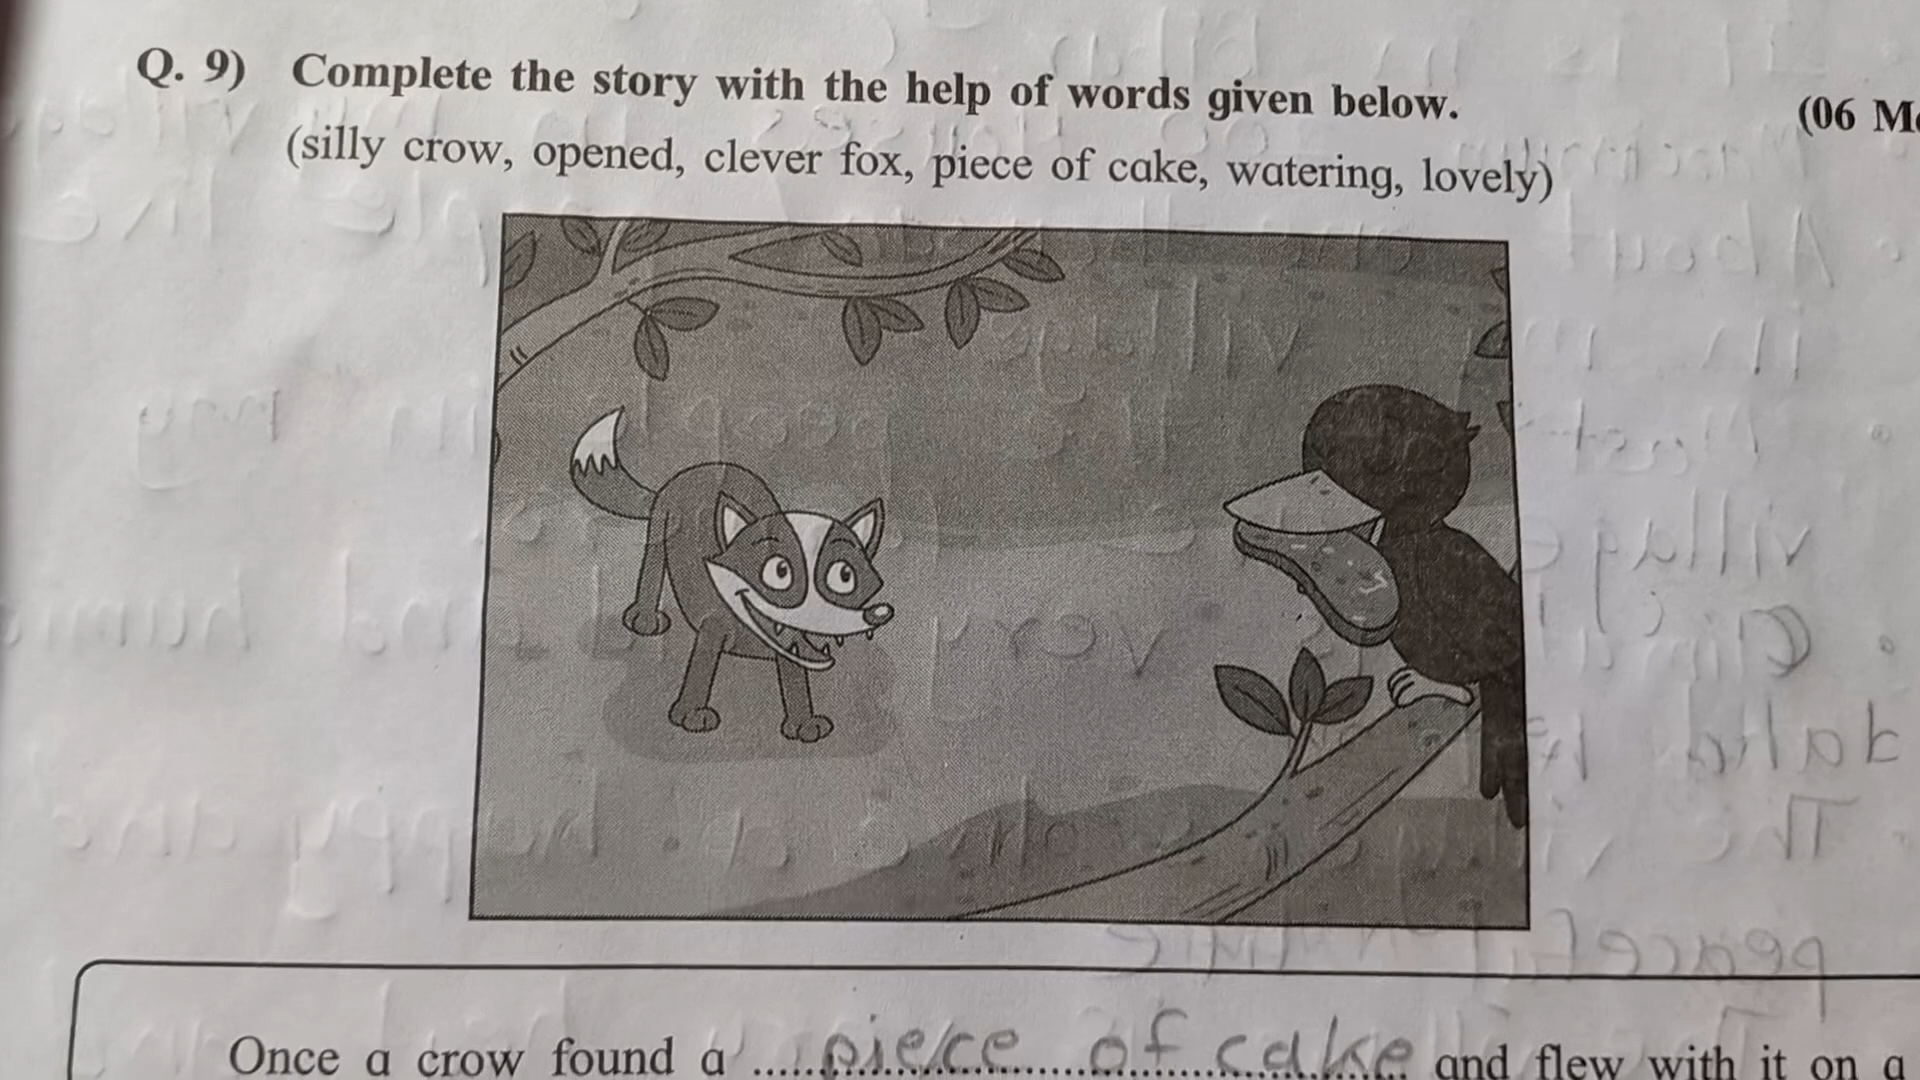 Q. 9) Complete the story with the help of words given below. (06 M
(silly crow, opened, clever fox, piece of cake, watering, lovely)
Once a crow found a piece of cake and flew with it on a